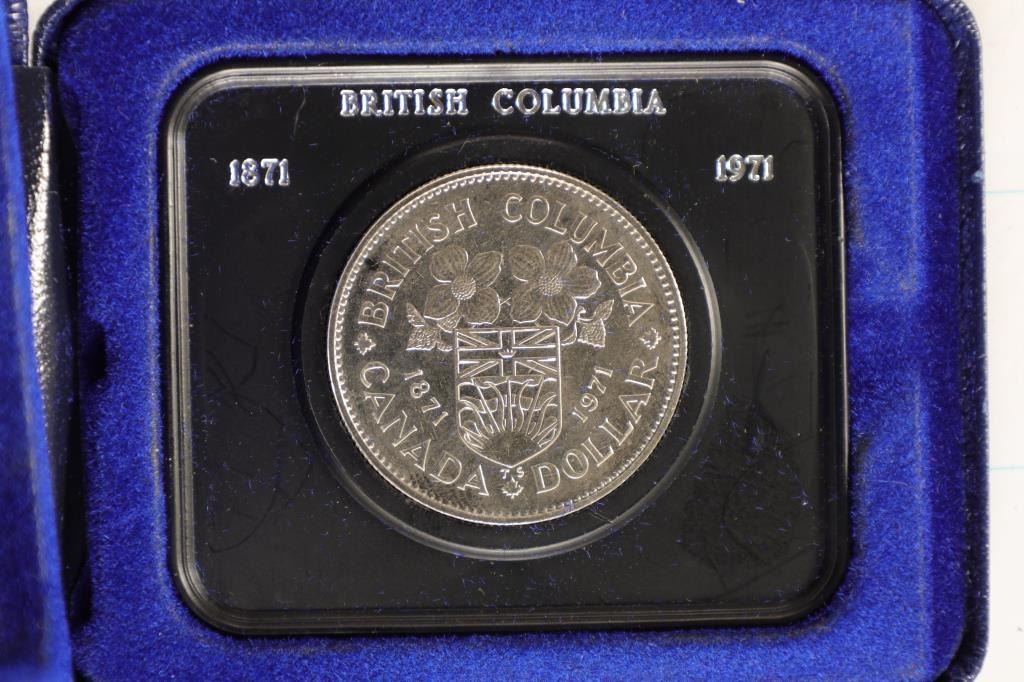 BRITISH COLUMBIA
1871 1971
BRITISH COLUMBIA
1871 1971
CANADA DOLLAR
T.S